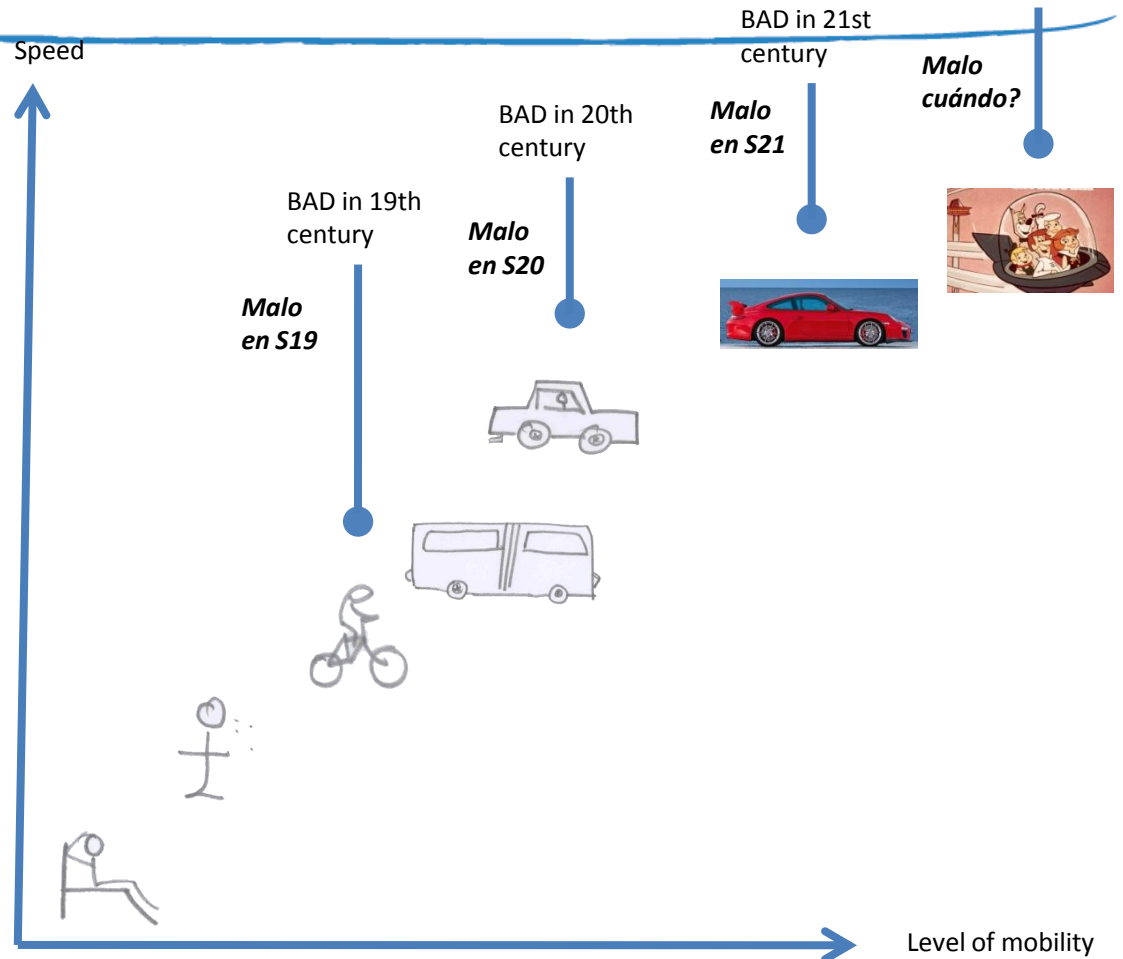 Speed
BAD in 19th
century
Malo
en S19
BAD in 20th
century
Malo
en S20
BAD in 21st
century
Malo
en S21
Malo
cuándo?
Level of mobility